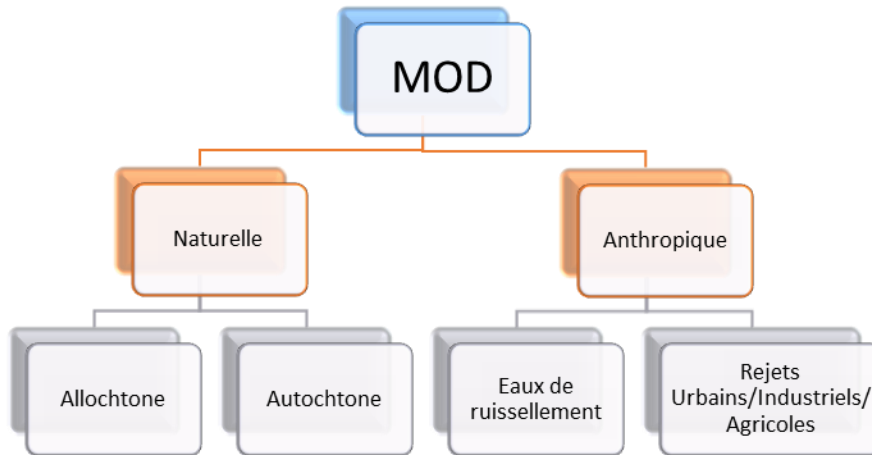 MOD
Naturelle
Anthropique
Allochtone
Autochtone
Eaux de
ruissellement
Rejets
Urbains/Industriels/
Agricoles